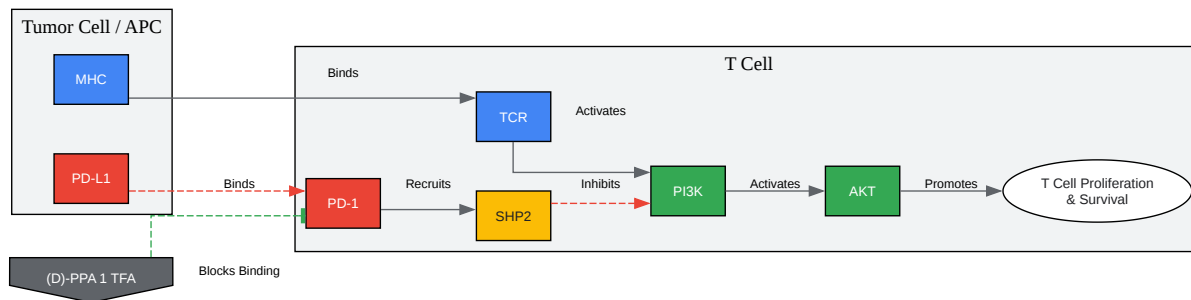 Tumor Cell / APC
T Cell
MHC
Binds
TCR
Activates
PD-L1
Binds
PD-1
Recruits
SHP2
Inhibits
PI3K
Activates
AKT
Promotes
T Cell Proliferation
& Survival
(D)-PPA 1 TFA
Blocks Binding